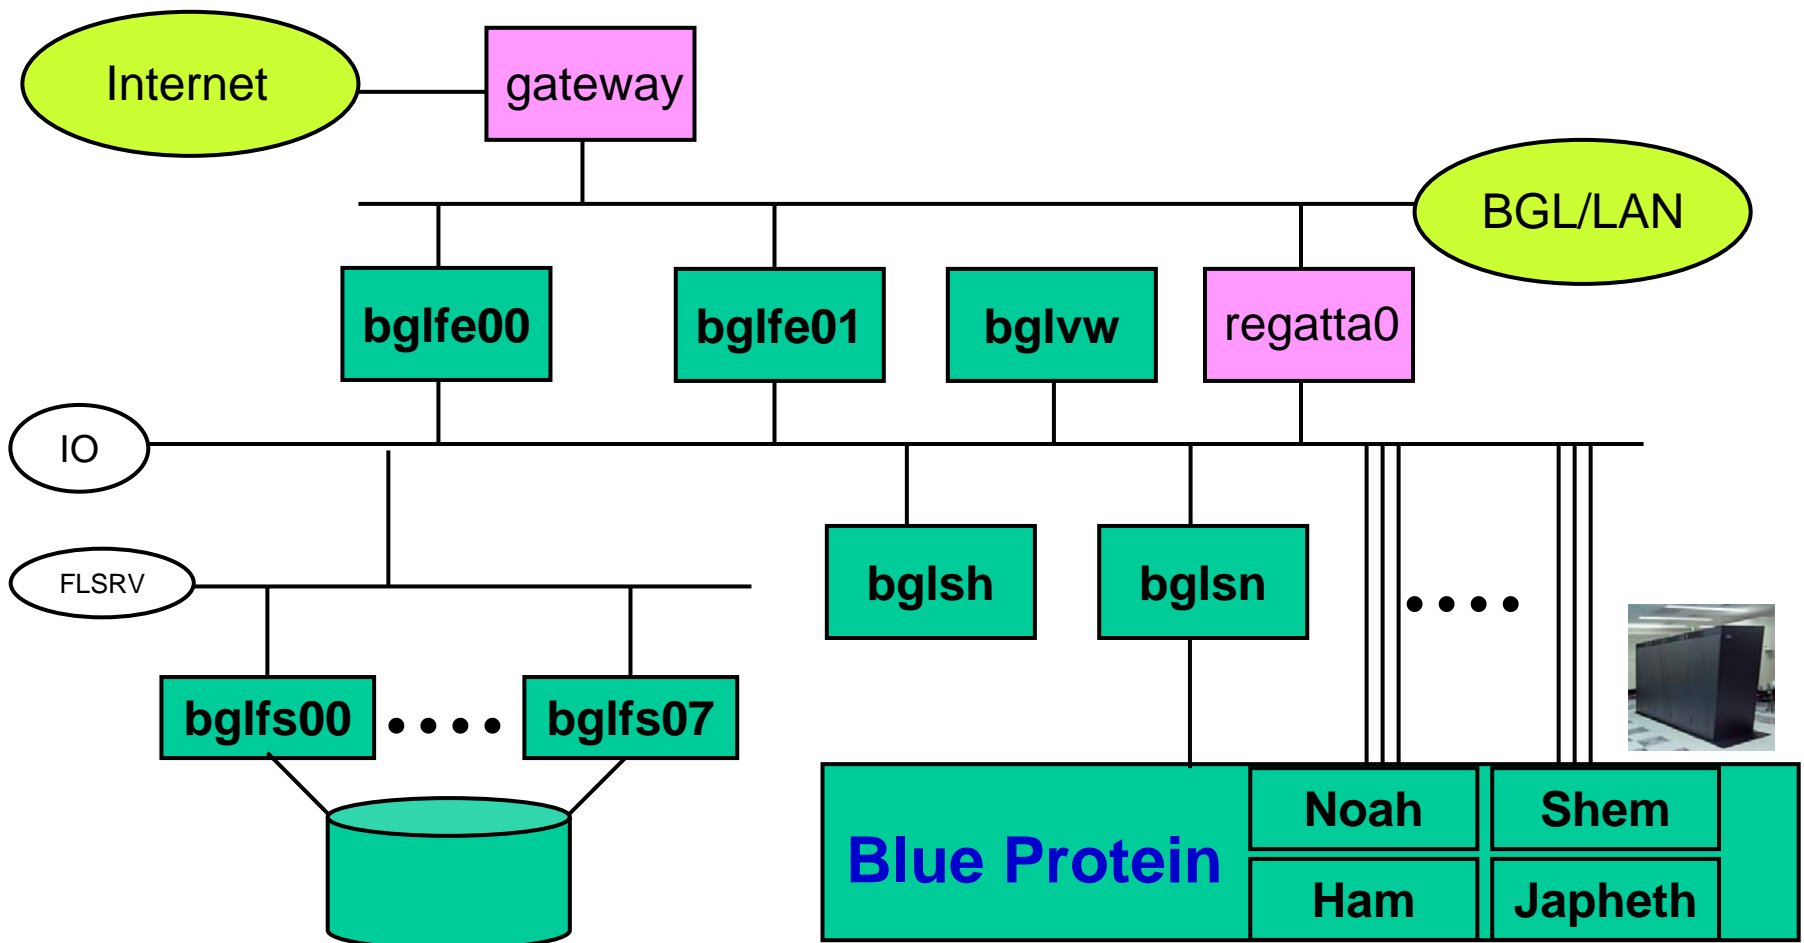 Internet
gateway
BGL/LAN
bglfe00
bglfe01
bglvw
regatta0
IO
FLSRV
bglsh
bglsn
bglfs00
bglfs07
Blue Protein
Noah
Shem
Ham
Japheth